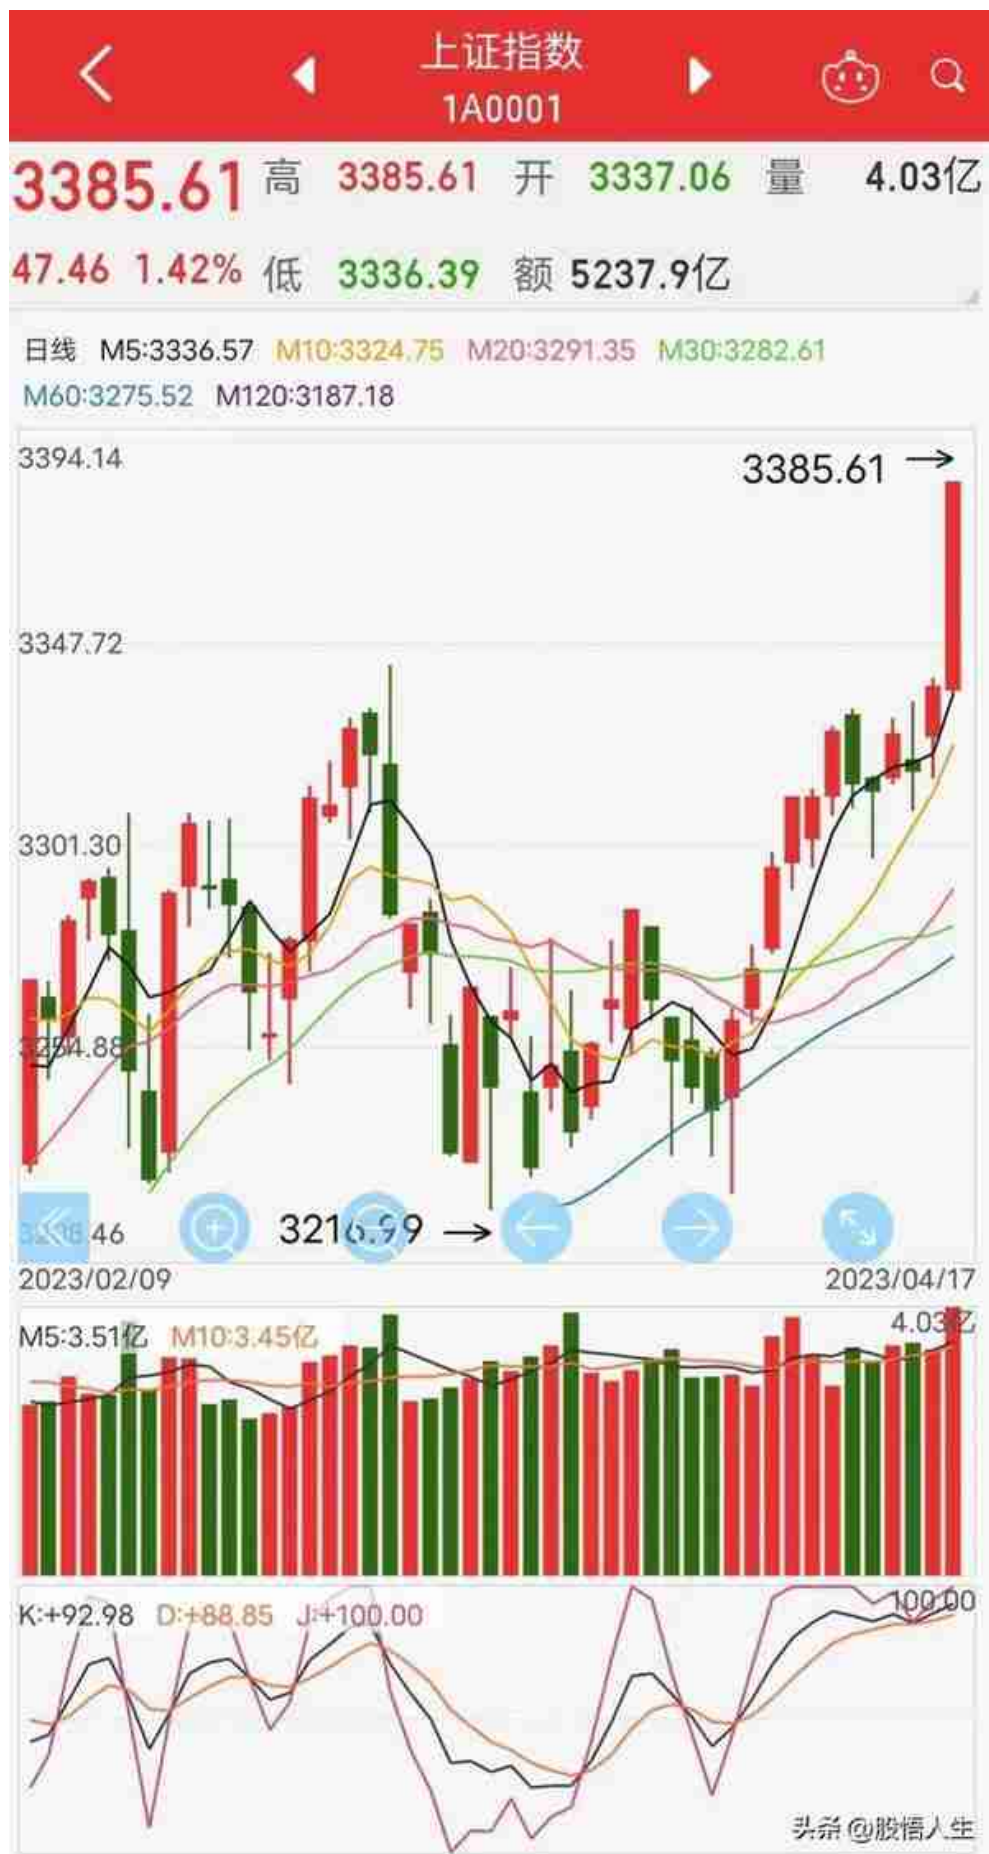 上证指数
1A0001
3385.61 高 3385.61 开 3337.06 量 4.03亿
47.46 1.42% 低 3336.39 额 5237.9亿
日线 M5:3336.57 M10:3324.75 M20:3291.35 M30:3282.61
M60:3275.52 M120:3187.18
3394.14
3385.61
3347.72
3301.30
3254.88
3216.99
2023/02/09 2023/04/17
M5:3.51亿 M10:3.45亿 4.03亿
K:+92.98 D:+88.85 J:+100.00 100.00
头条 @股悟人生